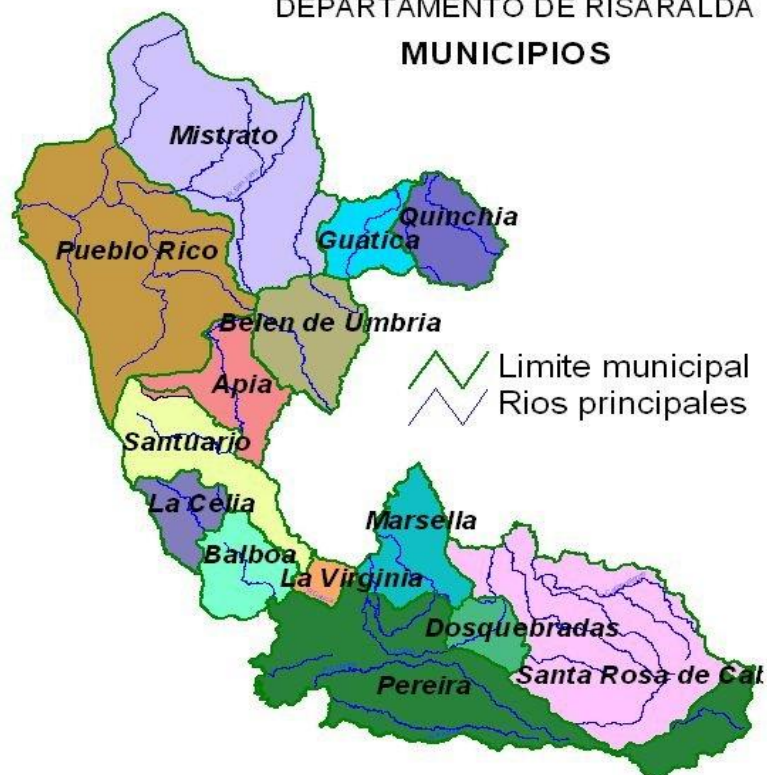 DEPARTAMENTO DE RISARALDA
MUNICIPIOS
Mistrato
Quinchia
Guatica
Pueblo Rico
Belen de Umbria
Limite municipal
Apia
Rios principales
Santuario
La Celia
Marsella
Balboa
La Virginia
Dosquebradas
Santa Rosa de Cab
Pereira